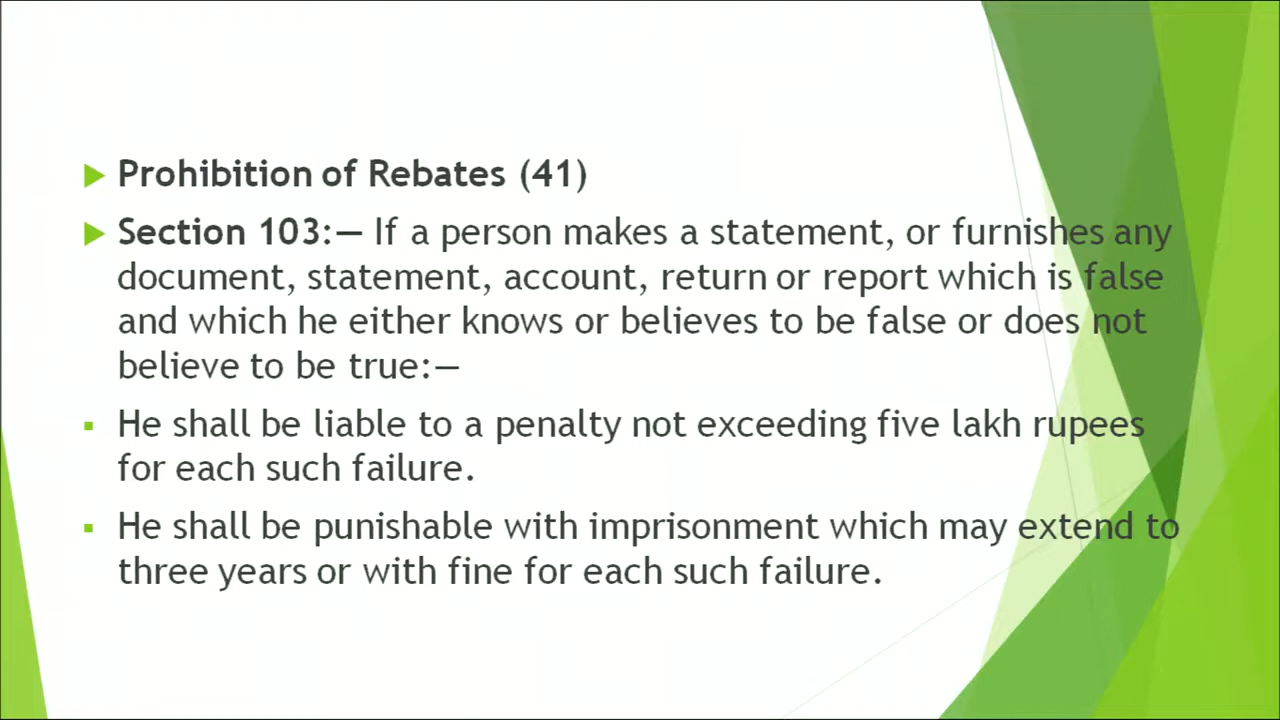 Prohibition of Rebates (41)
Section 103:— If a person makes a statement, or furnishes any
document, statement, account, return or report which is false
and which he either knows or believes to be false or does not
believe to be true:—
He shall be liable to a penalty not exceeding five lakh rupees
for each such failure.
He shall be punishable with imprisonment which may extend to
three years or with fine for each such failure.